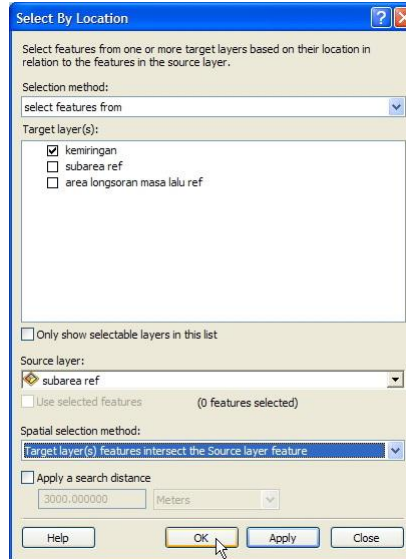 Select By Location
Select features from one or more target layers based on their location in
relation to the features in the source layer.
Selection method:
select features from
Target layer(s):
kemiringan
subarea ref
area longsoran masa lalu ref
Only show selectable layers in this list
Source layer:
subarea ref
Use selected features (0 features selected)
Spatial selection method:
Target layer(s) features intersect the Source layer feature
Apply a search distance
3000.000000 Meters
Help OK Apply Close